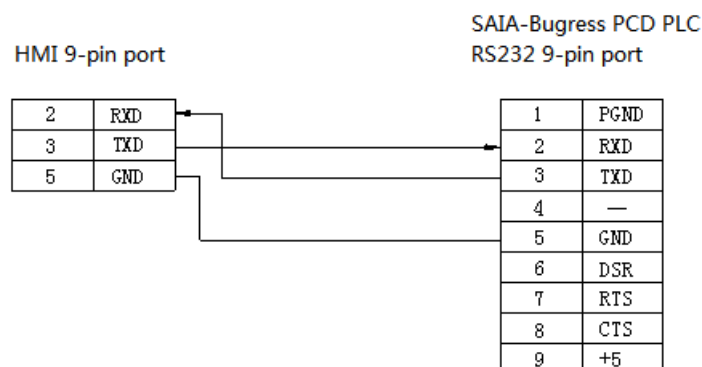 SAIA-Bugress PCD PLC
HMI 9-pin port
RS232 9-pin port
2 RXD
3 TXD
5 GND
1 PGND
2 RXD
3 TXD
4 —
5 GND
6 DSR
7 RTS
8 CTS
9 +5